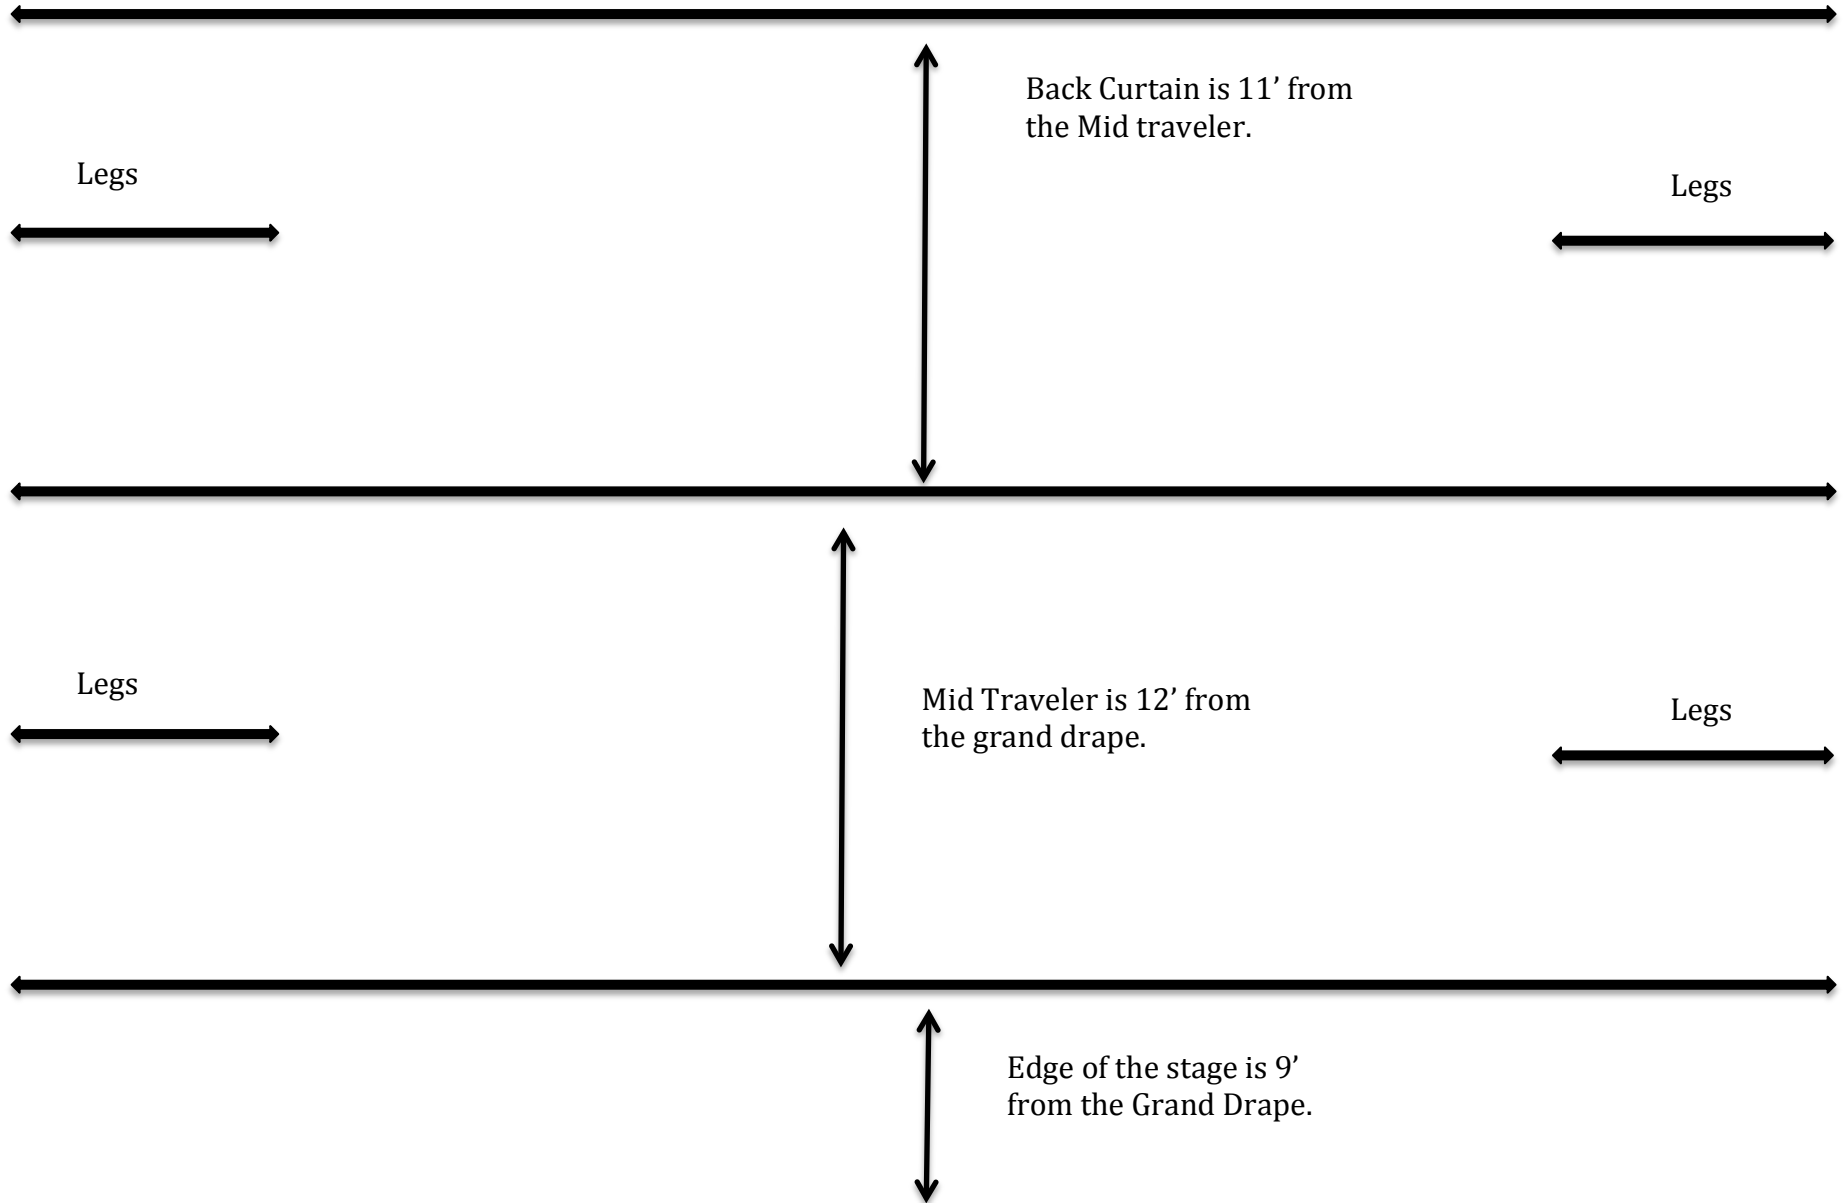 Back Curtain is 11’ from
the Mid traveler.
Legs
Legs
Legs
Mid Traveler is 12’ from
the grand drape.
Legs
Edge of the stage is 9’
from the Grand Drape.